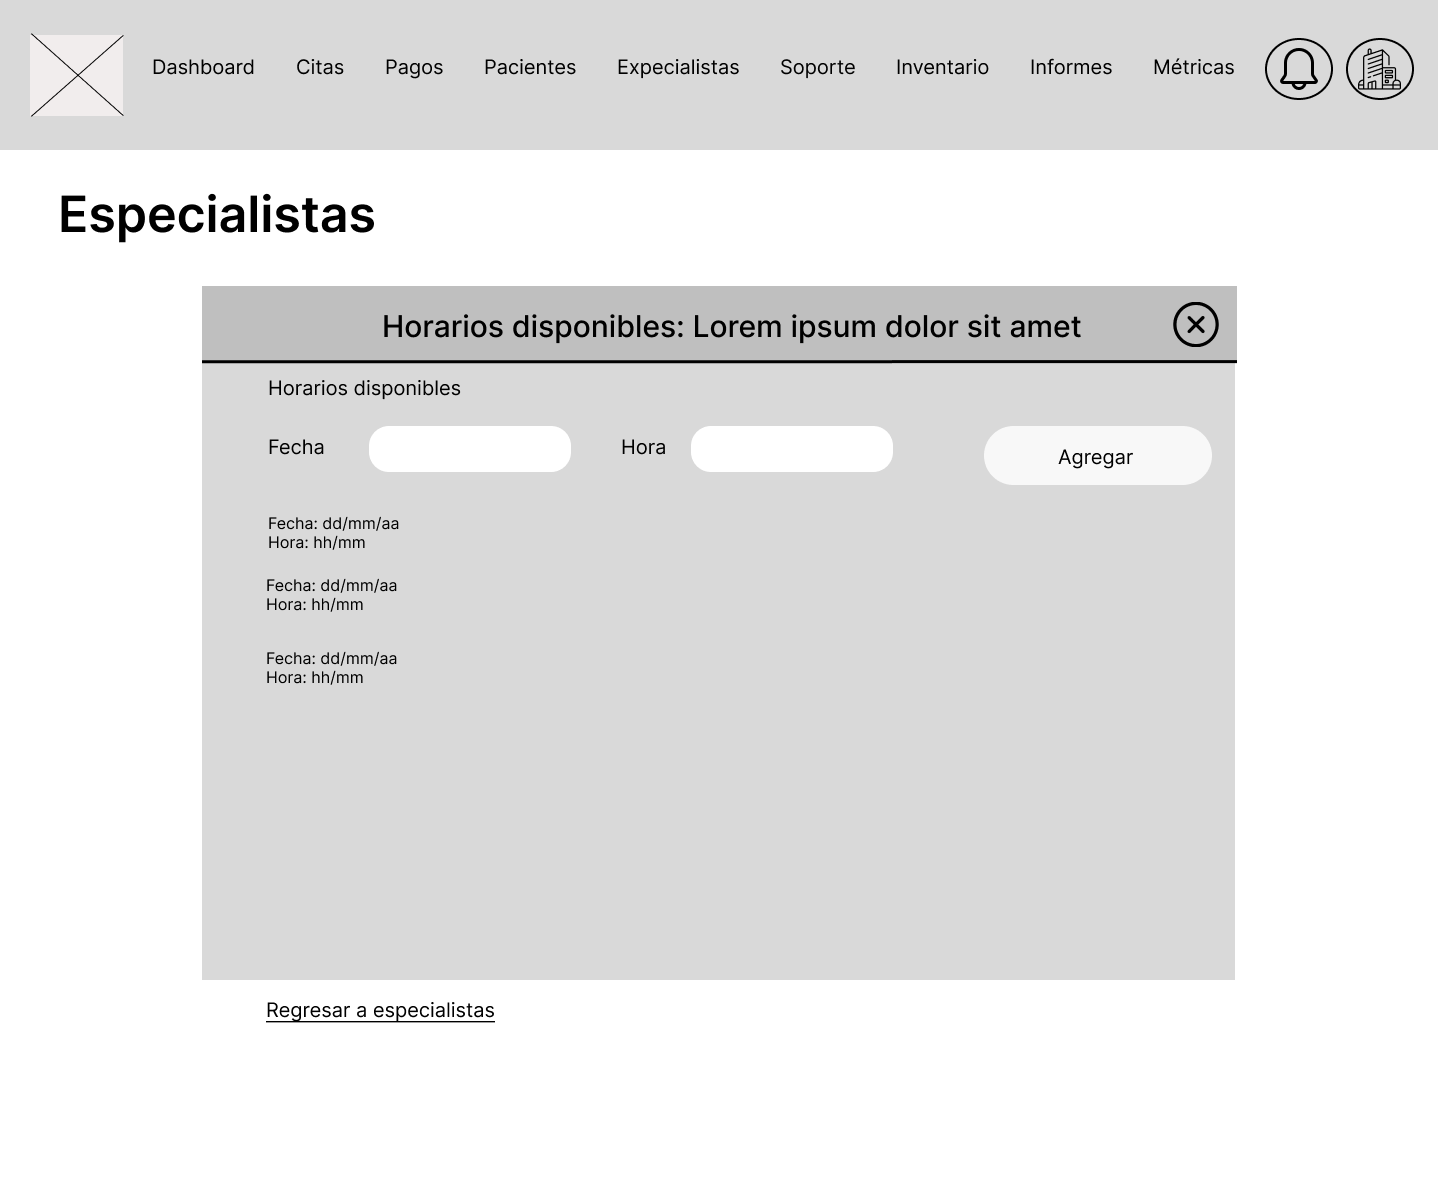 Dashboard Citas Pagos Pacientes Expecialistas Soporte Inventario Informes Métricas
Especialistas
Horarios disponibles: Lorem ipsum dolor sit amet
Horarios disponibles
Fecha Hora Agregar
Fecha: dd/mm/aa
Hora: hh/mm
Fecha: dd/mm/aa
Hora: hh/mm
Fecha: dd/mm/aa
Hora: hh/mm
Regresar a especialistas